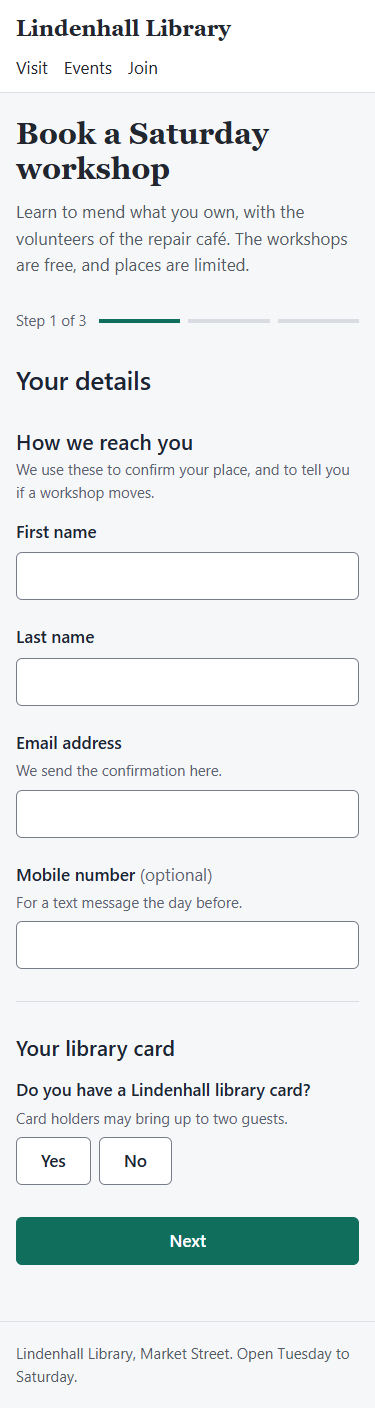 Lindenhall Library
Visit Events Join
Book a Saturday
workshop
Learn to mend what you own, with the
volunteers of the repair café. The workshops
are free, and places are limited.
Step 1 of 3
Your details
How we reach you
We use these to confirm your place, and to tell you
if a workshop moves.
First name
Last name
Email address
We send the confirmation here.
Mobile number (optional)
For a text message the day before.
Your library card
Do you have a Lindenhall library card?
Card holders may bring up to two guests.
Yes No
Next
Lindenhall Library, Market Street. Open Tuesday to
Saturday.